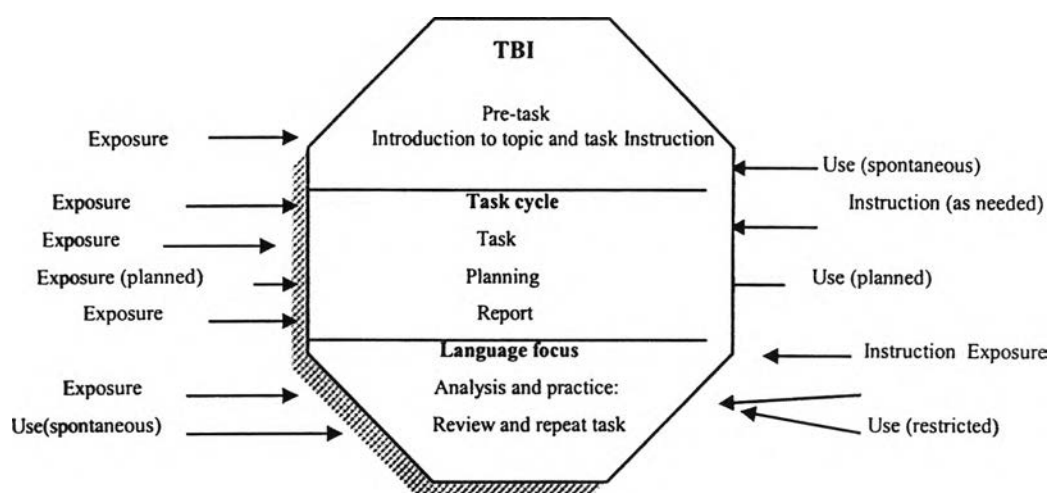 TBI
Pre-task
Introduction to topic and task Instruction
Exposure
Use (spontaneous)
Exposure
Task cycle
Instruction (as needed)
Exposure
Task
Exposure (planned)
Planning
Use (planned)
Exposure
Report
Language focus
Instruction Exposure
Exposure
Analysis and practice:
Use(spontaneous)
Review and repeat task
Use (restricted)